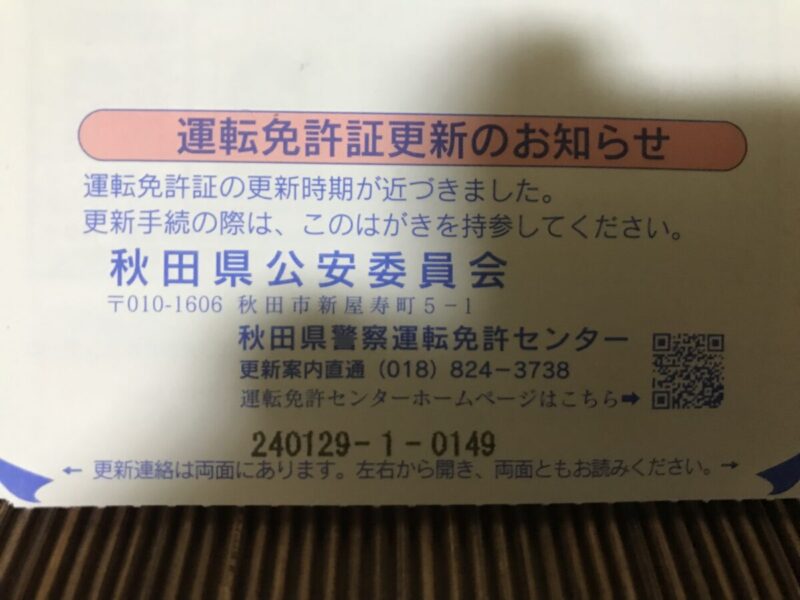 運転免許証更新のお知らせ
運転免許証の更新時期が近づきました。
更新手続の際は、このはがきを持参してください。
秋田県公安委員会
〒010-1606 秋田市新屋寿町5-1
秋田県警察運転免許センター
更新案内直通(018)824-3738
運転免許センターホームページはこちら➡
240129-1-0149
← 更新連絡は両面にあります。左右から開き、両面ともお読みください。→